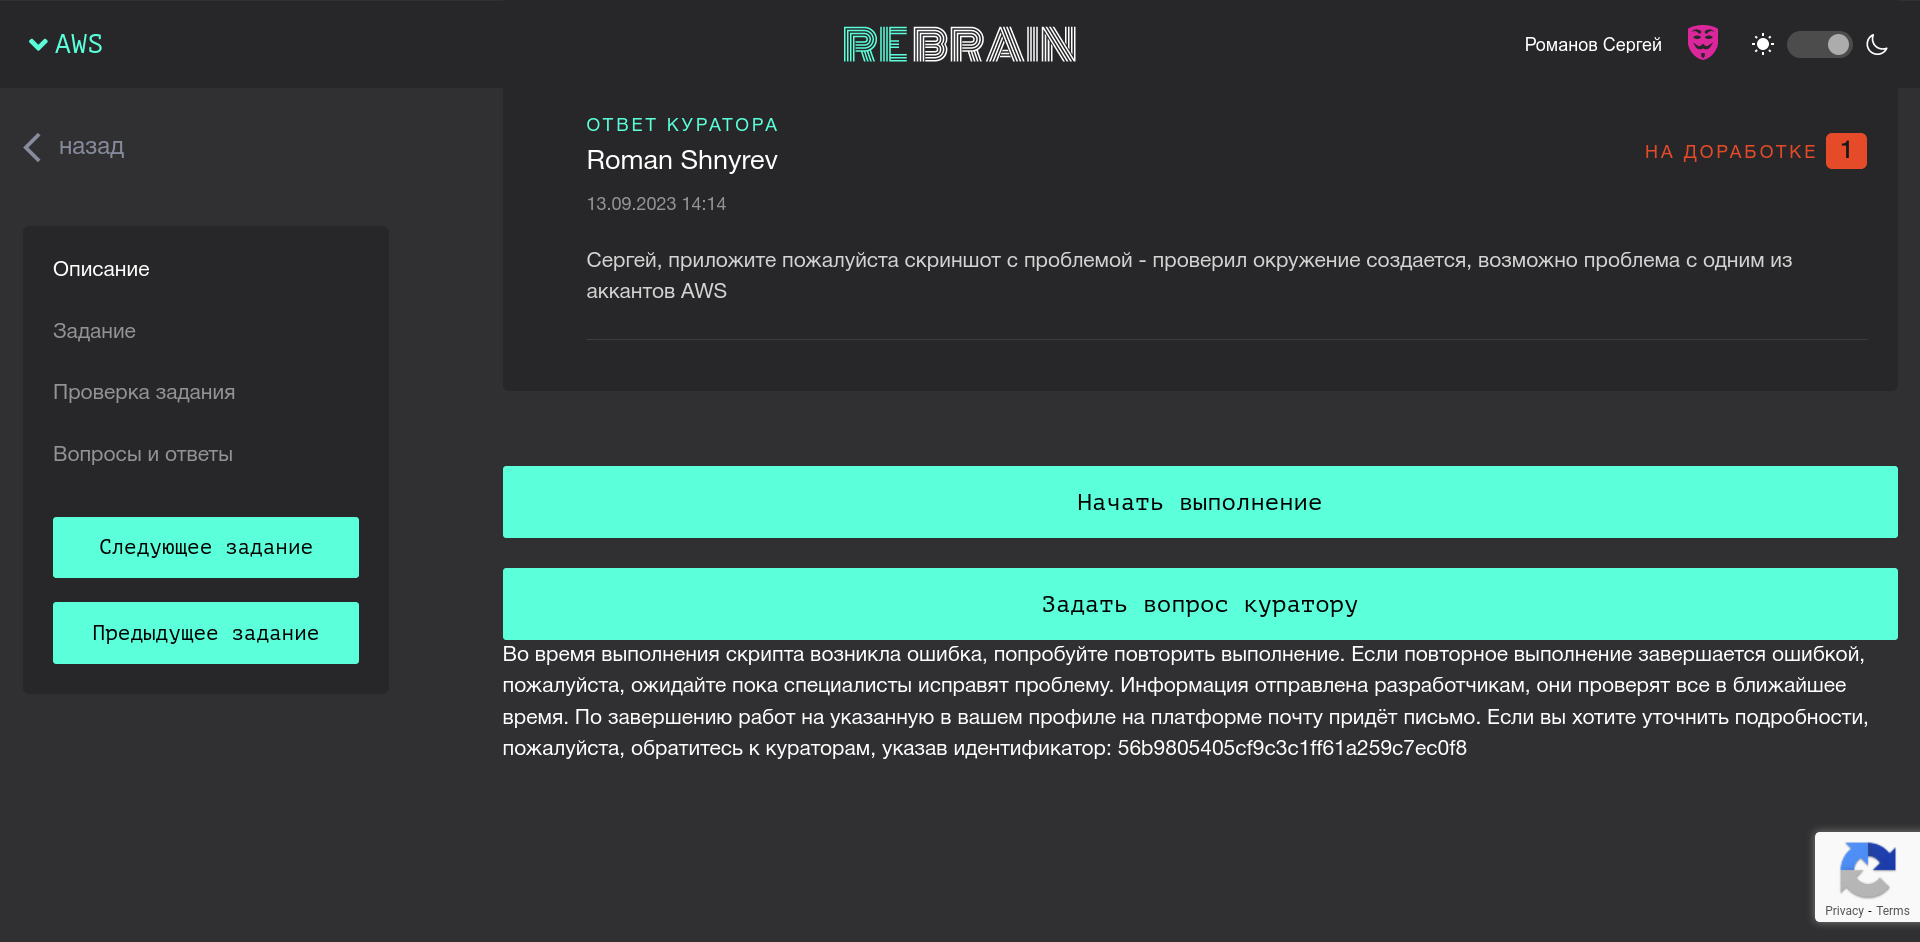 AWS
REBRAIN
Романов Сергей
назад
Описание
Задание
Проверка задания
Вопросы и ответы
Следующее задание
Предыдущее задание
ОТВЕТ КУРАТОРА
Roman Shnyrev
НА ДОРАБОТКЕ 1
13.09.2023 14:14
Сергей, приложите пожалуйста скриншот с проблемой - проверил окружение создается, возможно проблема с одним из
аккантов AWS
Начать выполнение
Задать вопрос куратору
Во время выполнения скрипта возникла ошибка, попробуйте повторить выполнение. Если повторное выполнение завершается ошибкой,
пожалуйста, ожидайте пока специалисты исправят проблему. Информация отправлена разработчикам, они проверят все в ближайшее
время. По завершению работ на указанную в вашем профиле на платформе почту придёт письмо. Если вы хотите уточнить подробности,
пожалуйста, обратитесь к кураторам, указав идентификатор: 56b9805405cf9c3c1ff61a259c7ec0f8
Privacy - Terms